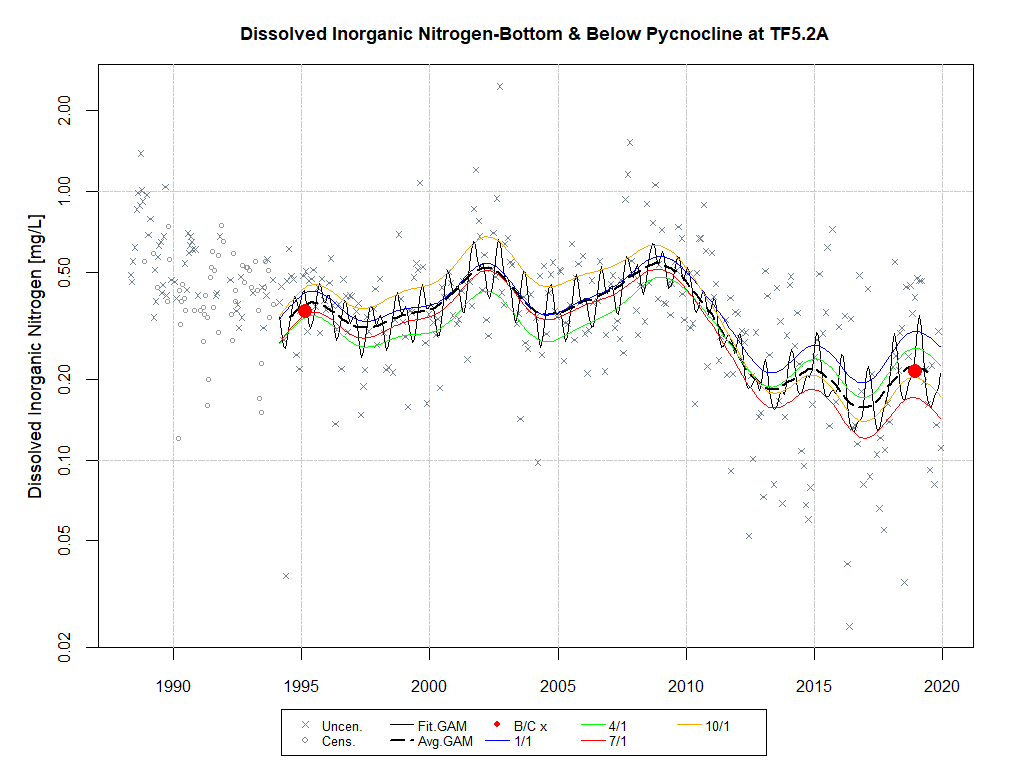 Dissolved Inorganic Nitrogen-Bottom & Below Pycnocline at TF5.2A
Dissolved Inorganic Nitrogen [mg/L]
2.00
1.00
0.50
0.20
0.10
0.05
0.02
1990 1995 2000 2005 2010 2015 2020
Uncen. Fit.GAM B/C x 4/1 10/1
Cens. Avg.GAM 1/1 7/1